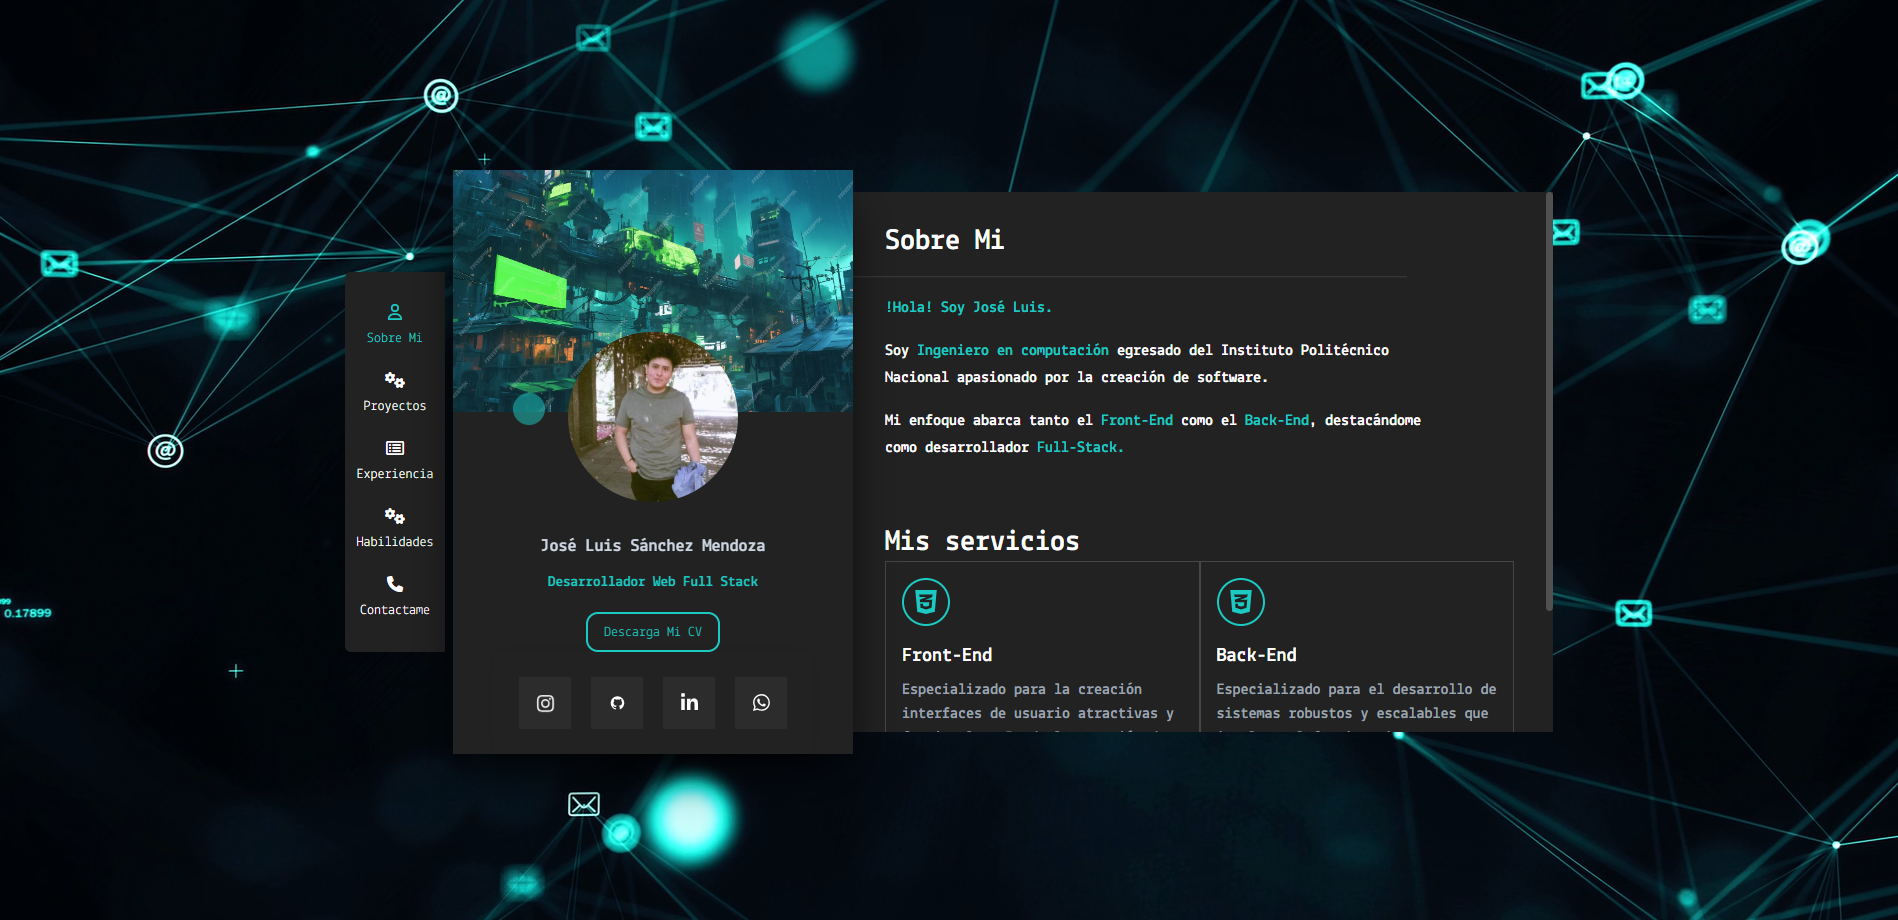 Sobre Mi
Proyectos
Experiencia
Habilidades
Contactame
José Luis Sánchez Mendoza
Desarrollador Web Full Stack
Descarga Mi CV
Sobre Mi
!Hola! Soy José Luis.
Soy Ingeniero en computación egresado del Instituto Politécnico
Nacional apasionado por la creación de software.
Mi enfoque abarca tanto el Front-End como el Back-End, destacándome
como desarrollador Full-Stack.
Mis servicios
Front-End
Especializado para la creación
interfaces de usuario atractivas y
Back-End
Especializado para el desarrollo de
sistemas robustos y escalables que
0.17899